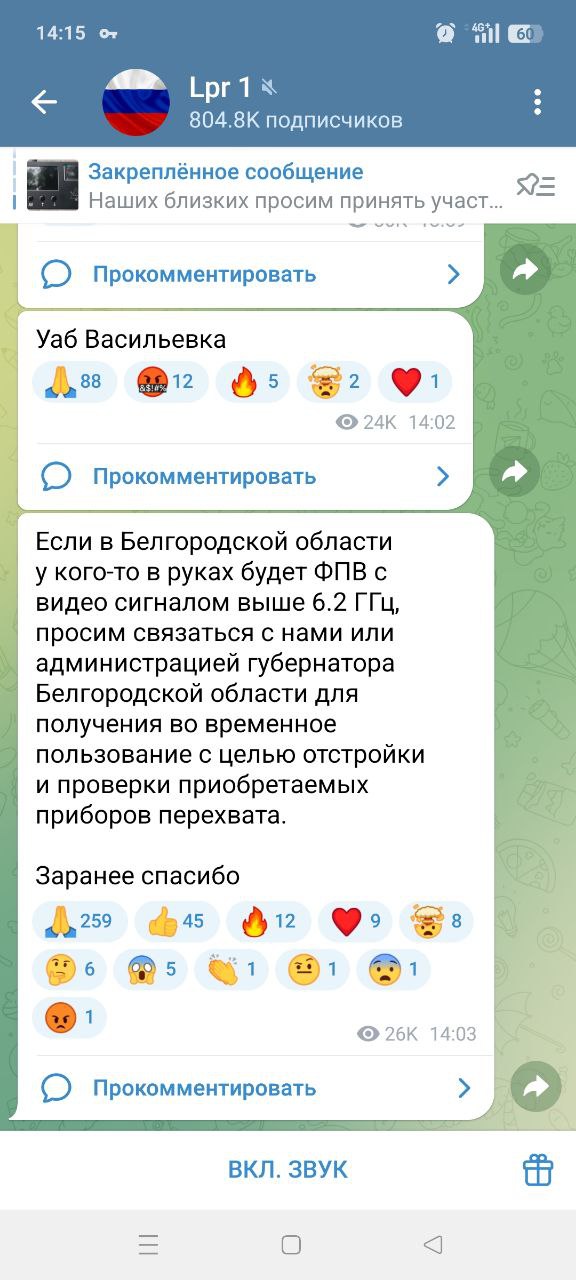 14:15
4G+
60
Lpr 1
804.8K подписчиков
Закреплённое сообщение
Наших близких просим принять участ...
Прокомментировать
Уаб Васильевка
88 12 5 2 1
24K 14:02
Прокомментировать
Если в Белгородской области
у кого-то в руках будет ФПВ с
видео сигналом выше 6.2 ГГц,
просим связаться с нами или
администрацией губернатора
Белгородской области для
получения во временное
пользование с целью отстройки
и проверки приобретаемых
приборов перехвата.
Заранее спасибо
259 45 12 9 8
6 5 1 1 1
1
26K 14:03
Прокомментировать
ВКЛ. ЗВУК